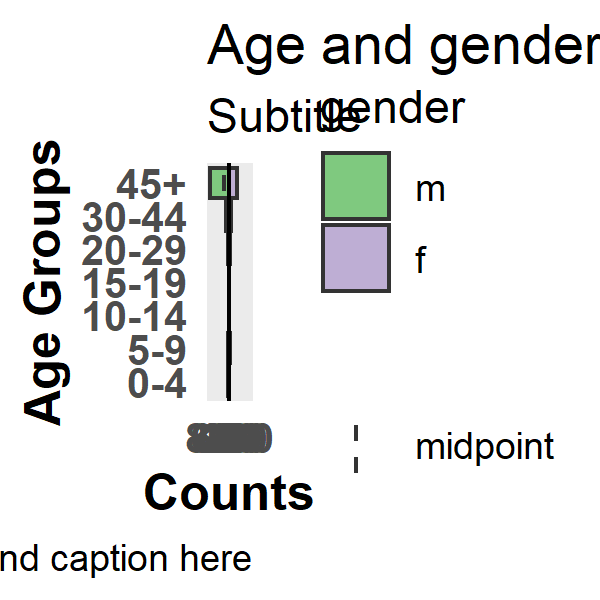 Age and gender
Subtitle
gender
m
f
midpoint
Age Groups
45+
30-44
20-29
15-19
10-14
5-9
0-4
Counts
nd caption here